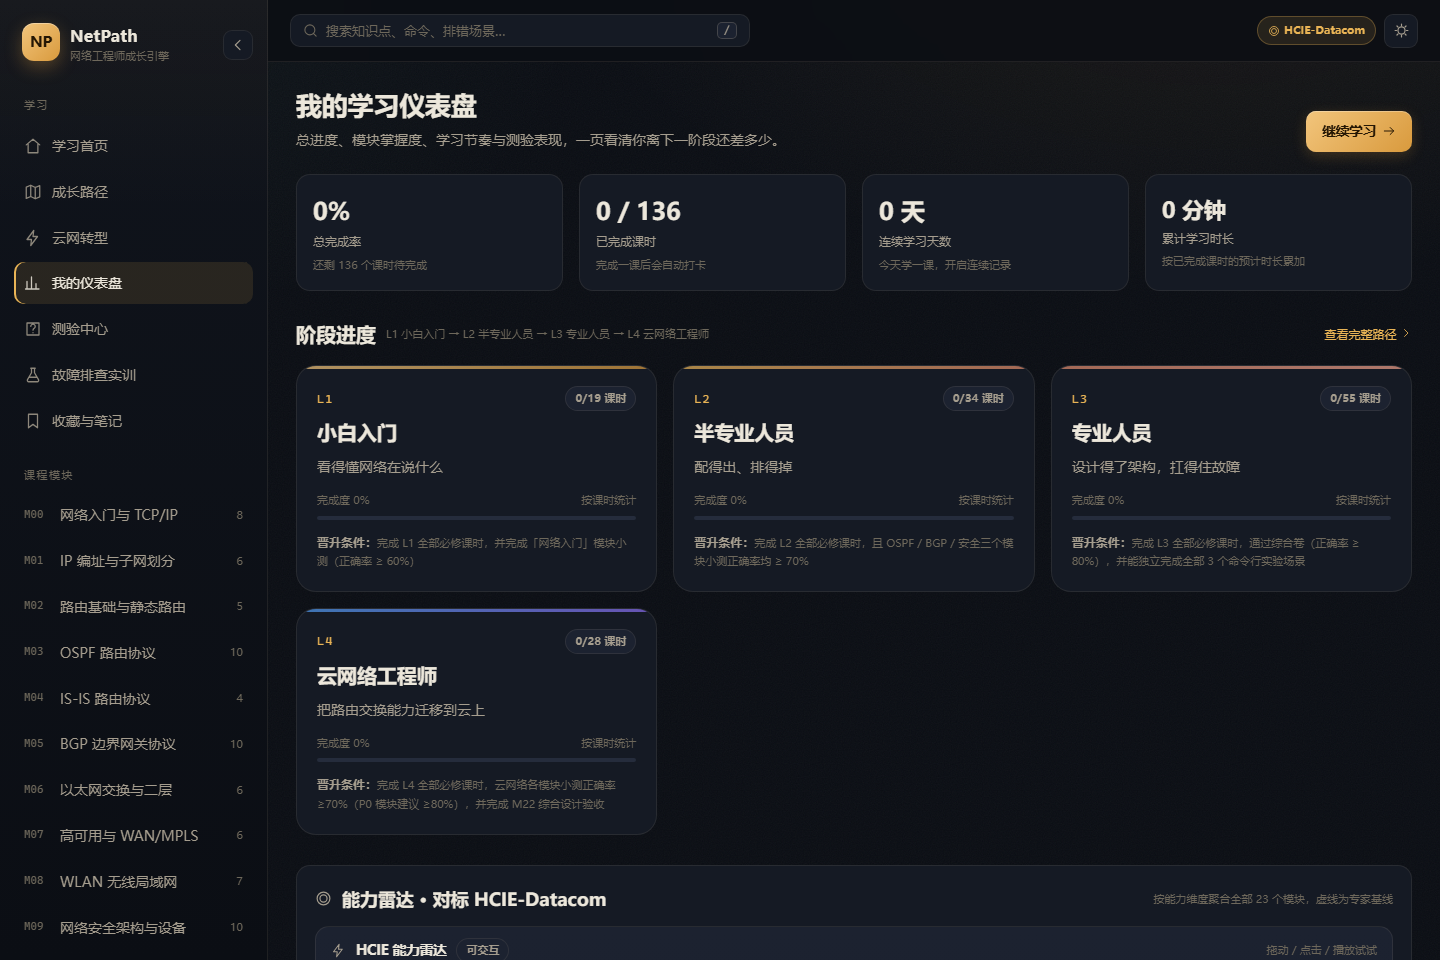 NP
NetPath
网络工程师成长引擎
搜索知识点、命令、排错场景...
/
HCIE-Datacom
学习
学习首页
成长路径
云网转型
我的仪表盘
测验中心
故障排查实训
收藏与笔记
课程模块
M00 网络入门与 TCP/IP 8
M01 IP 编址与子网划分 6
M02 路由基础与静态路由 5
M03 OSPF 路由协议 10
M04 IS-IS 路由协议 4
M05 BGP 边界网关协议 10
M06 以太网交换与二层 6
M07 高可用与 WAN/MPLS 6
M08 WLAN 无线局域网 7
M09 网络安全架构与设备 10
我的学习仪表盘
总进度、模块掌握度、学习节奏与测验表现，一页看清你离下一阶段还差多少。
继续学习 →
0%
总完成率
还剩 136 个课时待完成
0 / 136
已完成课时
完成一课后会自动打卡
0 天
连续学习天数
今天学一课，开启连续记录
0 分钟
累计学习时长
按已完成课时的预计时长累加
阶段进度 L1 小白入门 → L2 半专业人员 → L3 专业人员 → L4 云网络工程师
查看完整路径
L1 0/19 课时
小白入门
看得懂网络在说什么
完成度 0% 按课时统计
晋升条件：完成 L1 全部必修课时，并完成「网络入门」模块小
测（正确率 ≥ 60%）
L2 0/34 课时
半专业人员
配得出、排得掉
完成度 0% 按课时统计
晋升条件：完成 L2 全部必修课时，且 OSPF / BGP / 安全三个模
块小测正确率均 ≥ 70%
L3 0/55 课时
专业人员
设计得了架构，扛得住故障
完成度 0% 按课时统计
晋升条件：完成 L3 全部必修课时，通过综合卷（正确率 ≥
80%），并能独立完成全部 3 个命令行实验场景
L4 0/28 课时
云网络工程师
把路由交换能力迁移到云上
完成度 0% 按课时统计
晋升条件：完成 L4 全部必修课时，云网络各模块小测正确率
≥70%（P0 模块建议 ≥80%），并完成 M22 综合设计验收
能力雷达 · 对标 HCIE-Datacom
按能力维度聚合全部 23 个模块，虚线为专家基线
HCIE 能力雷达 可交互
拖动 / 点击 / 播放试试